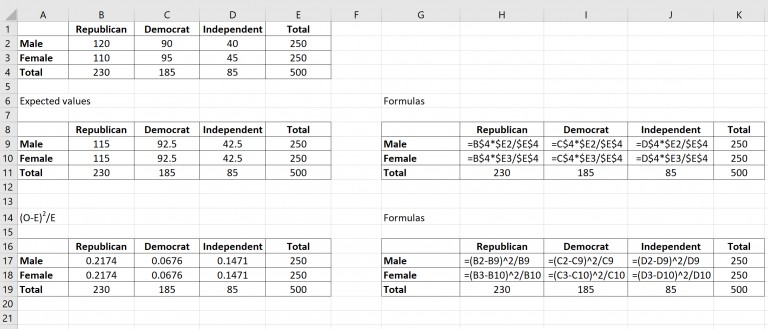 A B C D E F G H I J K
1 Republican Democrat Independent Total
2 Male 120 90 40 250
3 Female 110 95 45 250
4 Total 230 185 85 500
5
6 Expected values Formulas
7
8 Republican Democrat Independent Total Republican Democrat Independent Total
9 Male 115 92.5 42.5 250 Male =B$4*$E2/$E$4 =C$4*$E2/$E$4 =D$4*$E2/$E$4 250
10 Female 115 92.5 42.5 250 Female =B$4*$E3/$E$4 =C$4*$E3/$E$4 =D$4*$E3/$E$4 250
11 Total 230 185 85 500 Total 230 185 85 500
12
13
14 (O-E)²/E Formulas
15
16 Republican Democrat Independent Total Republican Democrat Independent Total
17 Male 0.2174 0.0676 0.1471 250 Male =(B2-B9)^2/B9 =(C2-C9)^2/C9 =(D2-D9)^2/D9 250
18 Female 0.2174 0.0676 0.1471 250 Female =(B3-B10)^2/B10 =(C3-C10)^2/C10 =(D3-D10)^2/D10 250
19 Total 230 185 85 500 Total 230 185 85 500
20
21